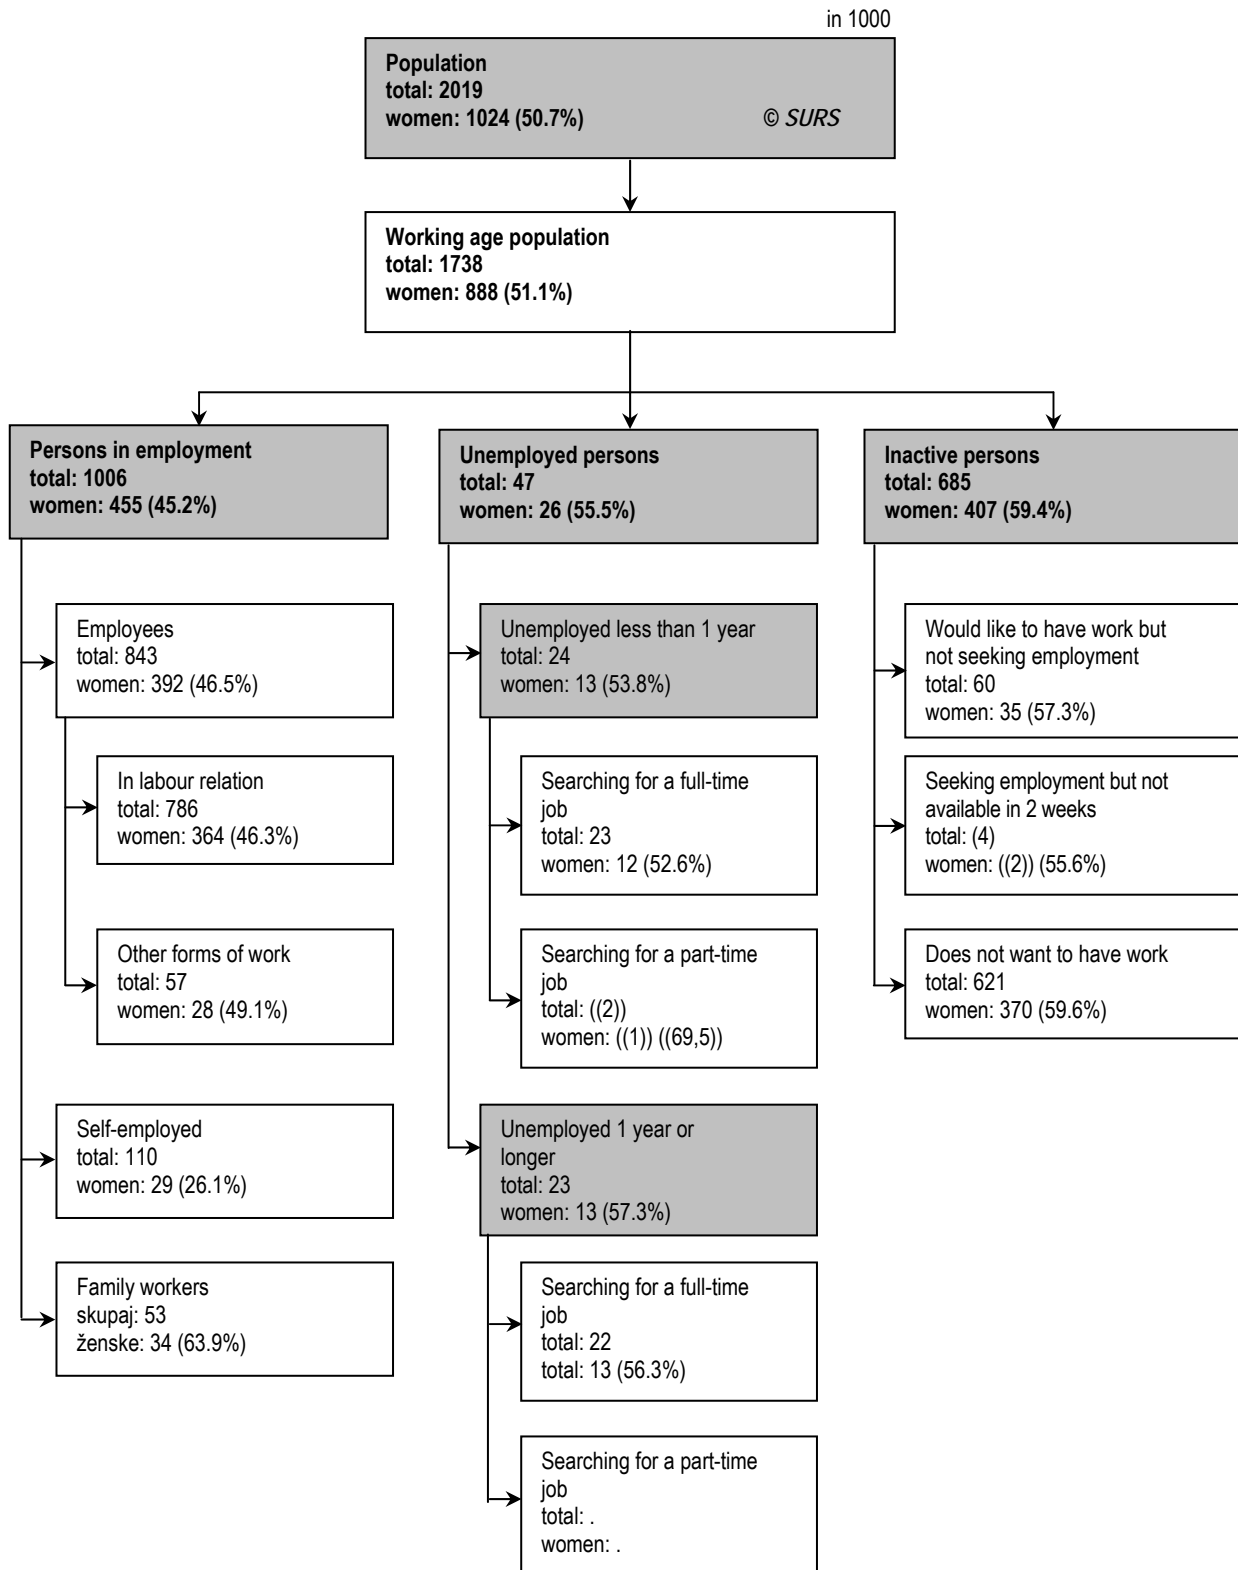 in 1000
Population
total: 2019
women: 1024 (50.7%)
© SURS
Working age population
total: 1738
women: 888 (51.1%)
Persons in employment
total: 1006
women: 455 (45.2%)
Employees
total: 843
women: 392 (46.5%)
In labour relation
total: 786
women: 364 (46.3%)
Other forms of work
total: 57
women: 28 (49.1%)
Self-employed
total: 110
women: 29 (26.1%)
Family workers
skupaj: 53
ženske: 34 (63.9%)
Unemployed persons
total: 47
women: 26 (55.5%)
Unemployed less than 1 year
total: 24
women: 13 (53.8%)
Searching for a full-time
job
total: 23
women: 12 (52.6%)
Searching for a part-time
job
total: ((2))
women: ((1)) ((69,5))
Unemployed 1 year or
longer
total: 23
women: 13 (57.3%)
Searching for a full-time
job
total: 22
total: 13 (56.3%)
Searching for a part-time
job
total: .
women: .
Inactive persons
total: 685
women: 407 (59.4%)
Would like to have work but
not seeking employment
total: 60
women: 35 (57.3%)
Seeking employment but not
available in 2 weeks
total: (4)
women: ((2)) (55.6%)
Does not want to have work
total: 621
women: 370 (59.6%)